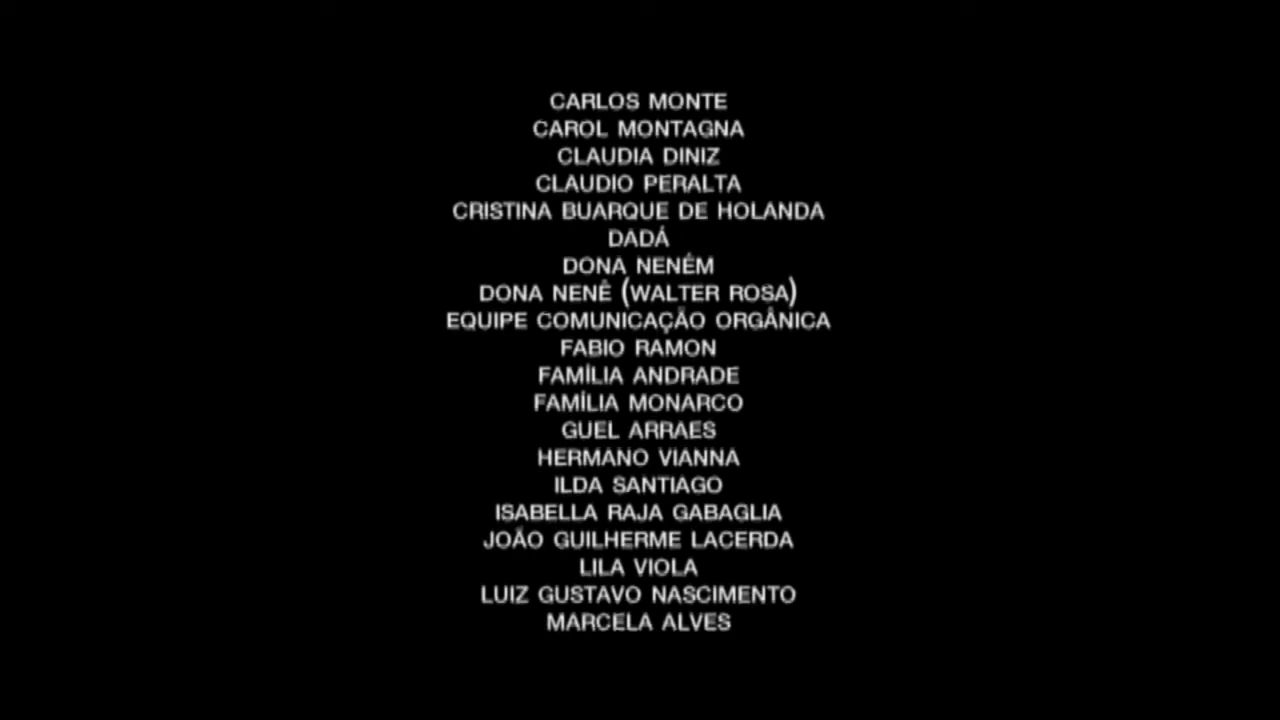 CARLOS MONTE
CAROL MONTAGNA
CLAUDIA DINIZ
CLAUDIO PERALTA
CRISTINA BUARQUE DE HOLANDA
DADÁ
DONA NENÉM
DONA NENÊ (WALTER ROSA)
EQUIPE COMUNICAÇÃO ORGÂNICA
FABIO RAMON
FAMÍLIA ANDRADE
FAMÍLIA MONARCO
GUEL ARRAES
HERMANO VIANNA
ILDA SANTIAGO
ISABELLA RAJA GABAGLIA
JOÃO GUILHERME LACERDA
LILA VIOLA
LUIZ GUSTAVO NASCIMENTO
MARCELA ALVES